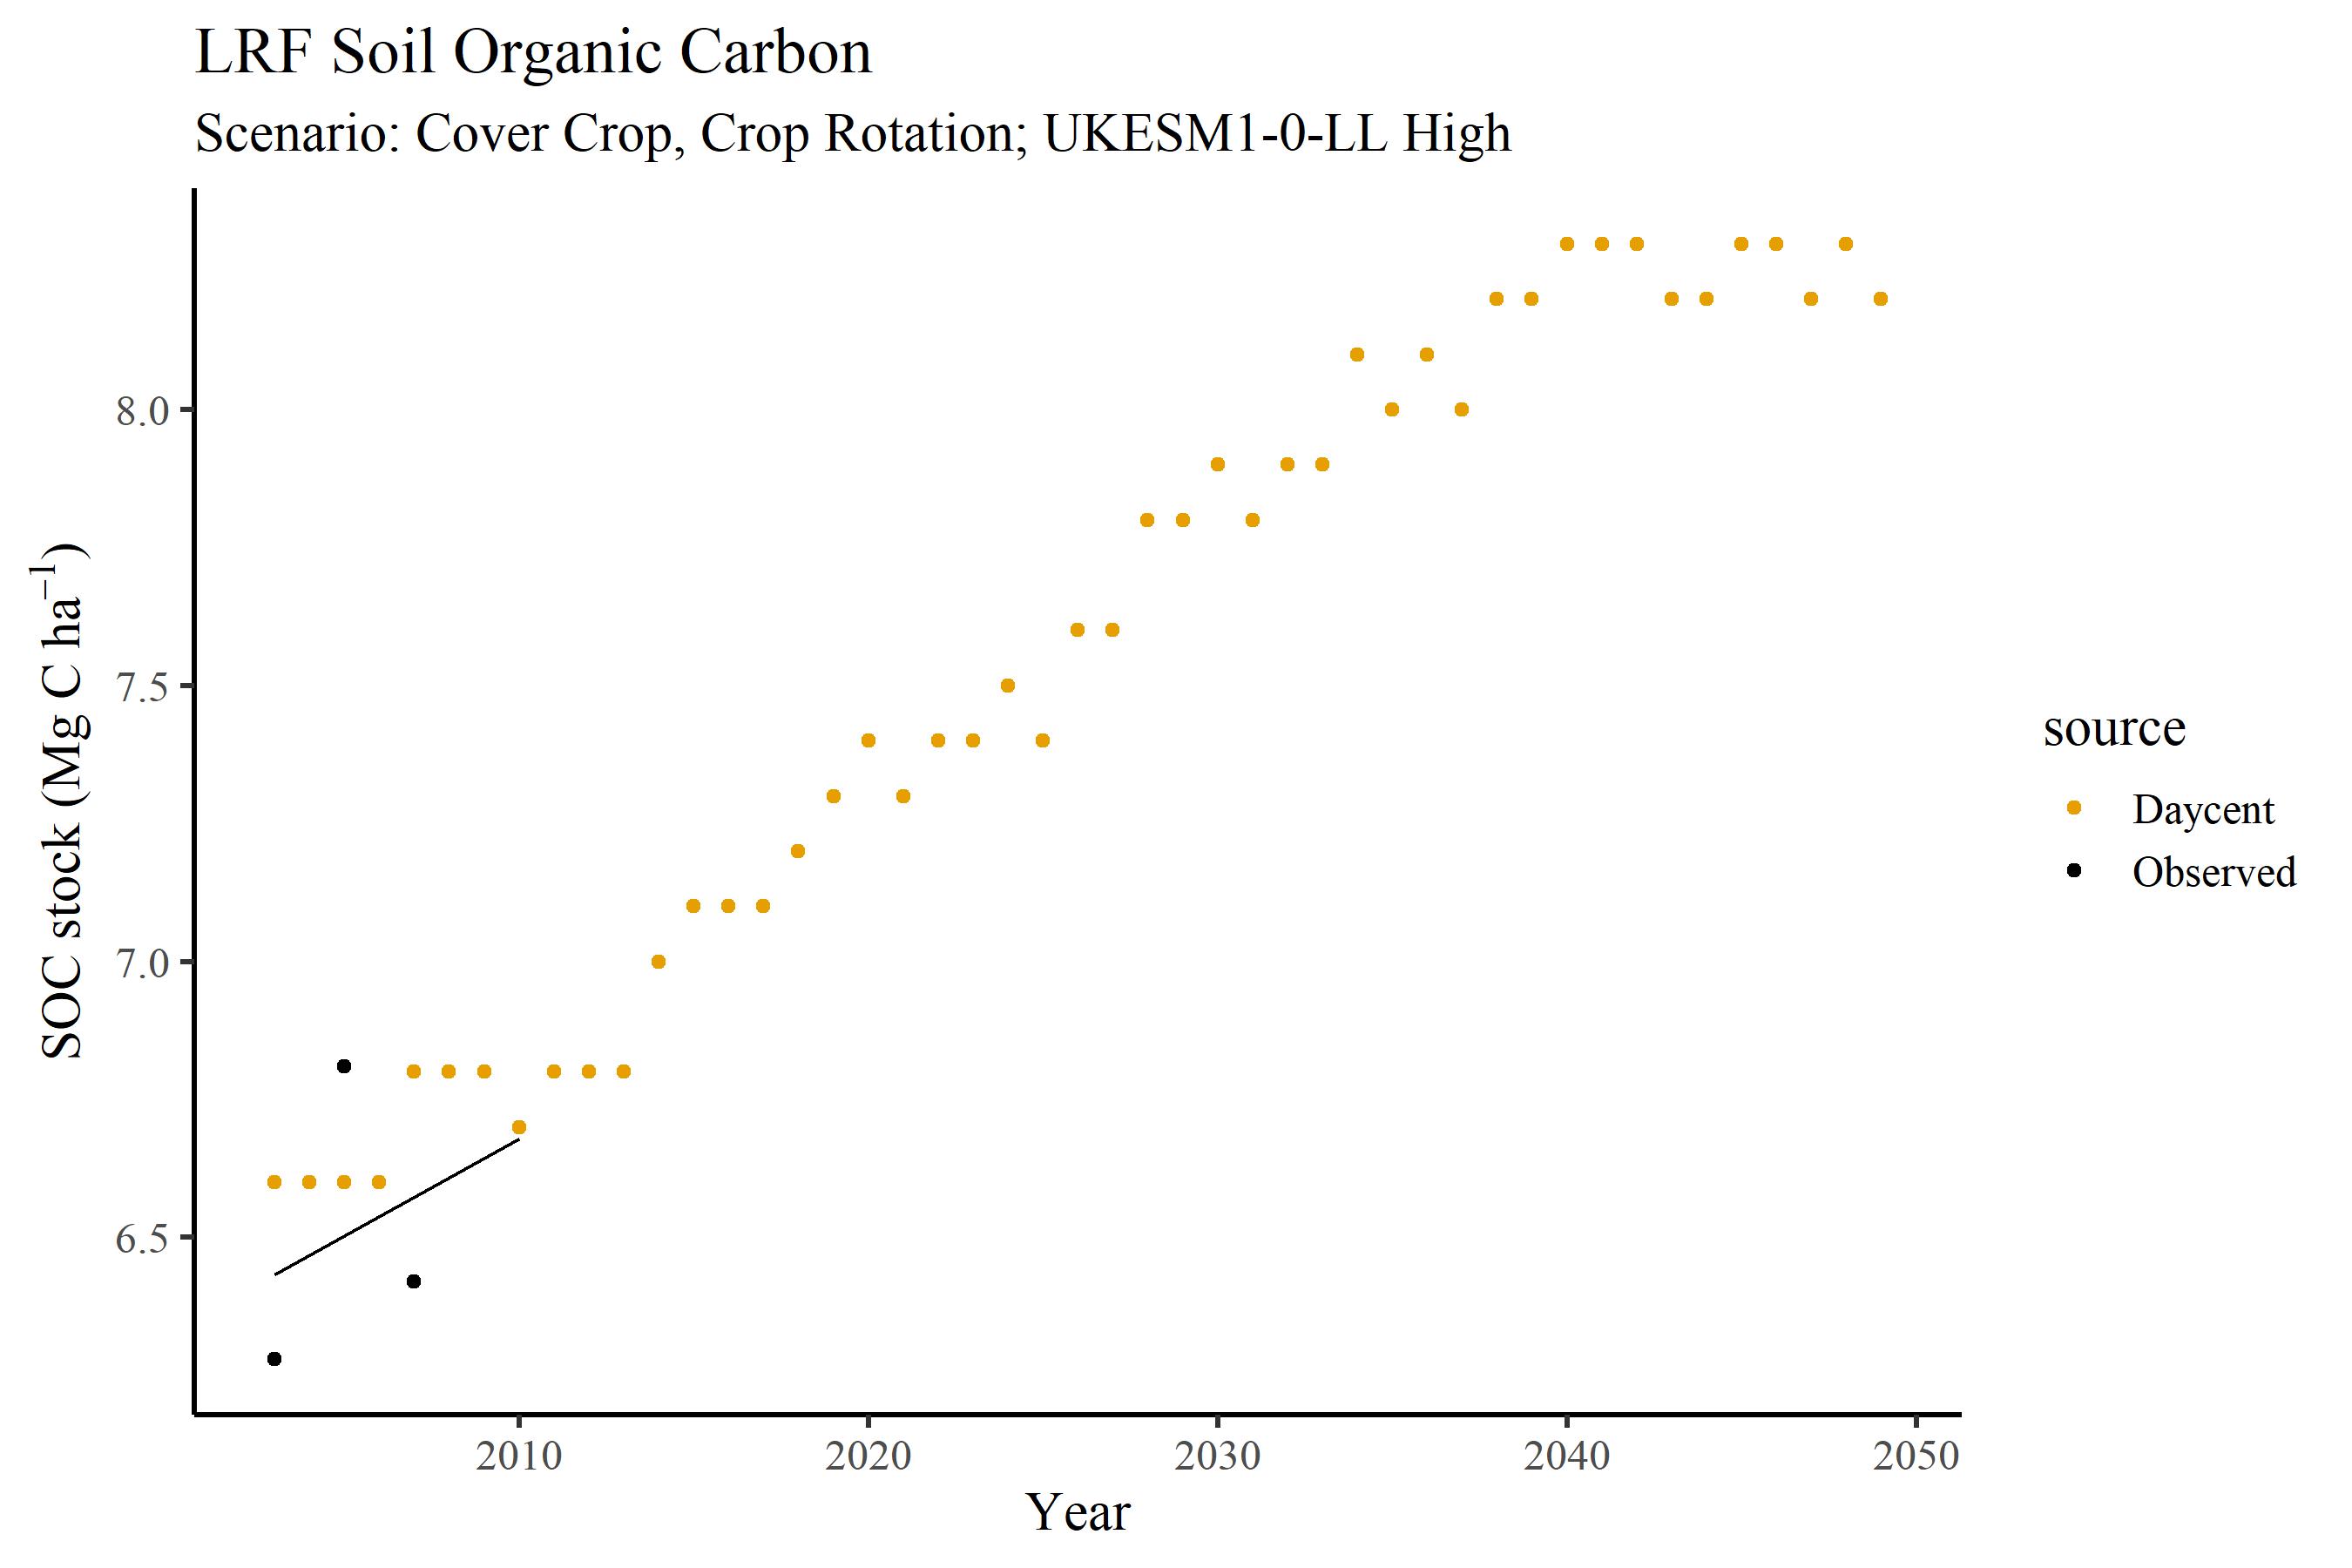 LRF Soil Organic Carbon
Scenario: Cover Crop, Crop Rotation; UKESM1-0-LL High
SOC stock (Mg C ha⁻¹)
8.0
7.5
7.0
6.5
2010 2020 2030 2040 2050
Year
source
Daycent
Observed